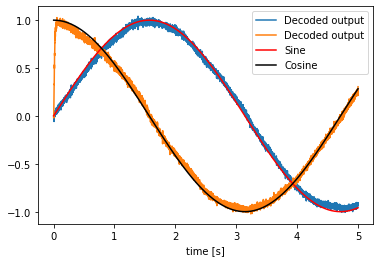 Decoded output
Decoded output
Sine
Cosine
1.0
0.5
0.0
−0.5
−1.0
0 1 2 3 4 5
time [s]